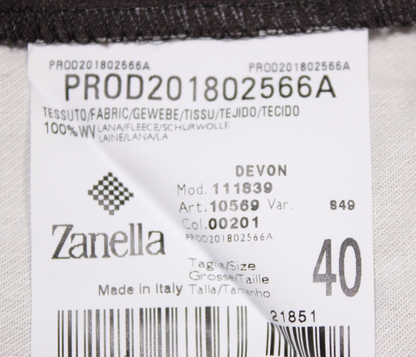 PROD201802566A PROD201802566A
PROD201802566A
TESSUTO/FABRIC/GEWEBE/TISSU/TEJIDO/TECIDO
100% WV LANA/FLEECE/SCHURWOLLE
LAINE/LANA/LA
DEVON
Mod. 111839
Art. 10569 Var. S49
Col. 00201
PROD201802566A
Zanella
Taglia/Size
Grosse/Taille
Made in Italy Talla/Tamanho
40
21851